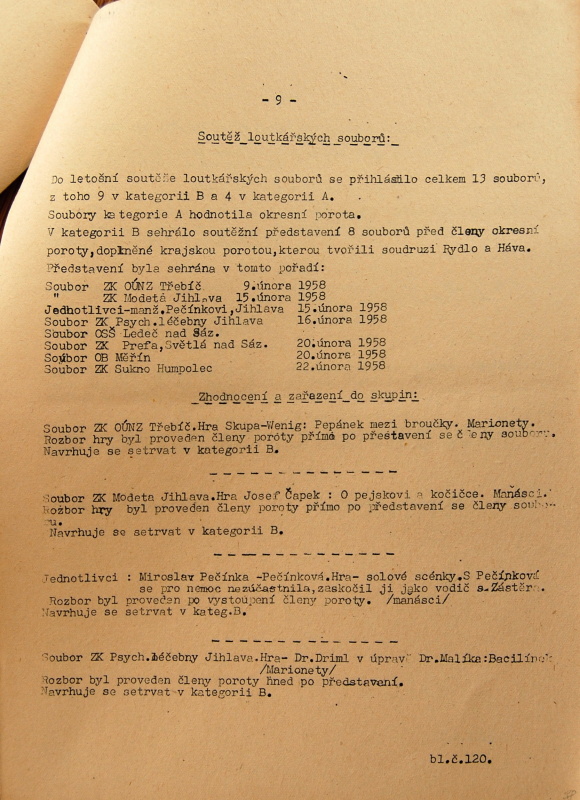 - 9 -
Soutěž loutkářských souborů:
Do letošní soutěže loutkářských souborů se přihlásilo celkem 13 souborů,
z toho 9 v kategorii B a 4 v kategorii A.
Soubory kategorie A hodnotila okresní porota.
V kategorii B sehrálo soutěžní představení 8 souborů před členy okresní
poroty,doplněné krajskou porotou,kterou tvořili soudruzi Rydlo a Háva.
Představení byla sehrána v tomto pořadí:
Soubor ZK OÚNZ Třebíč 9.února 1958
" ZK Modeta Jihlava 15.února 1958
Jednotlivci-manž.Pečínkovi,Jihlava 15.února 1958
Soubor ZK Psych.léčebny Jihlava 16.února 1958
Soubor OSŠ Ledeč nad Sáz.
Soubor ZK Prefa,Světlá nad Sáz. 20.února 1958
Soubor OB Měřín 20.února 1958
Soubor ZK Sukno Humpolec 22.února 1958
Zhodnocení a zařazení do skupin:
Soubor ZK OÚNZ Třebíč.Hra Skupa-Wenig: Pepánek mezi broučky. Marionety.
Rozbor hry byl proveden členy poroty přímo po přestavení se členy souboru.
Navrhuje se setrvat v kategorii B.
Soubor ZK Modeta Jihlava.Hra Josef Čapek : O pejskovi a kočičce. Maňásci.
Rozbor hry byl proveden členy poroty přímo po představení se členy soubo-
ru.
Navrhuje se setrvat v kategorii B.
Jednotlivci : Miroslav Pečínka -Pečínková.Hra- solové scénky.S Pečínková
se pro nemoc nezúčastnila,zaskočil ji jako vodič s.Zástěra.
Rozbor byl proveden po vystoupení členy poroty. /maňásci/
Navrhuje se setrvat v kateg.B.
Soubor ZK Psych.léčebny Jihlava.Hra- Dr.Driml v úpravě Dr.Malíka:Bacilínek
/Marionety/
Rozbor byl proveden členy poroty hned po představení.
Navrhuje se setrvat v kategorii B.
bl.č.120.